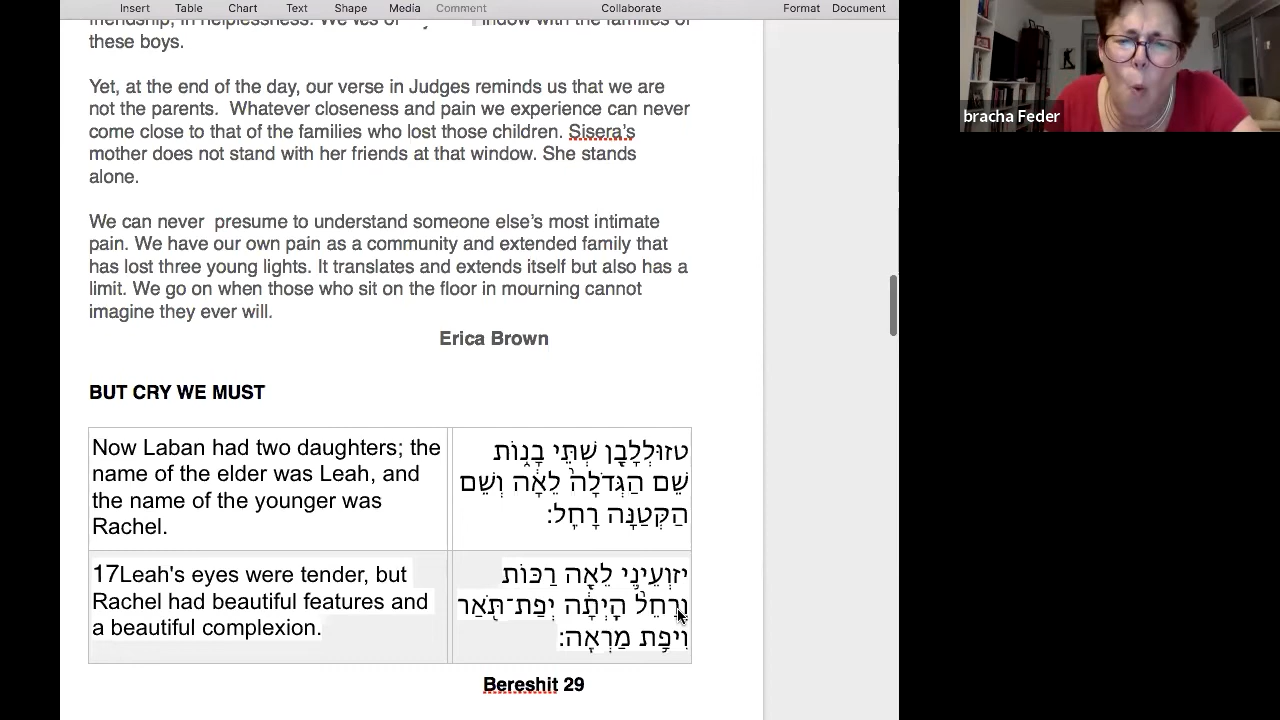 Insert Table Chart Text Shape Media Comment Collaborate Format Document
window with the families of
these boys.
Yet, at the end of the day, our verse in Judges reminds us that we are
not the parents.  Whatever closeness and pain we experience can never
come close to that of the families who lost those children. Sisera's
mother does not stand with her friends at that window. She stands
alone.
We can never  presume to understand someone else's most intimate
pain. We have our own pain as a community and extended family that
has lost three young lights. It translates and extends itself but also has a
limit. We go on when those who sit on the floor in mourning cannot
imagine they ever will.
Erica Brown
BUT CRY WE MUST
Now Laban had two daughters; the
name of the elder was Leah, and
the name of the younger was
Rachel.
טזוּלְלָבָ֖ן שְׁתֵּ֣י בָנ֑וֹת
שֵׁ֤ם הַגְּדֹלָה֙ לֵאָ֔ה וְשֵׁ֥ם
הַקְּטַנָּ֖ה רָחֵֽל:
17Leah's eyes were tender, but
Rachel had beautiful features and
a beautiful complexion.
יזוְעֵינֵ֥י לֵאָ֖ה רַכּ֑וֹת
וְרָחֵל֙ הָֽיְתָ֔ה יְפַת־תֹּ֖אַר
וִיפַ֥ת מַרְאֶֽה:
Bereshit 29
bracha Feder